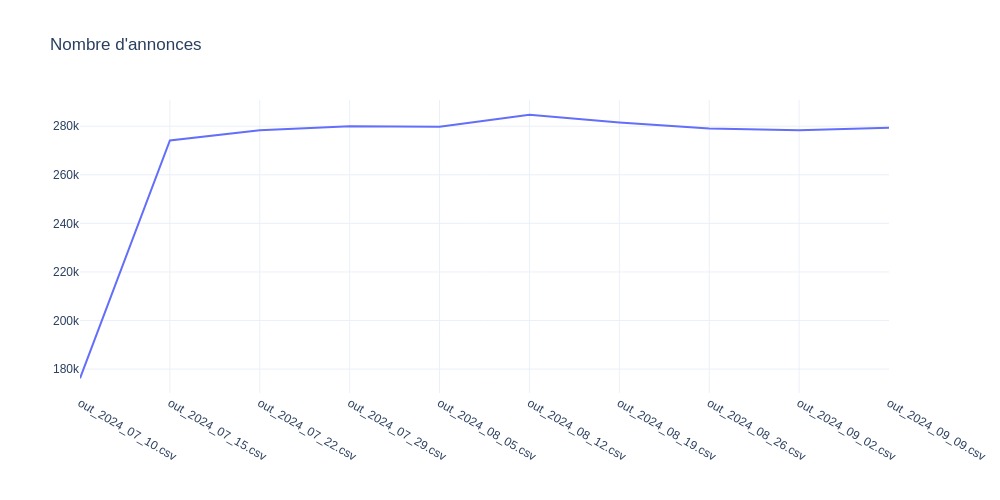 Nombre d'annonces
280k
260k
240k
220k
200k
180k
out_2024_07_10.csv
out_2024_07_15.csv
out_2024_07_22.csv
out_2024_07_29.csv
out_2024_08_05.csv
out_2024_08_12.csv
out_2024_08_19.csv
out_2024_08_26.csv
out_2024_09_02.csv
out_2024_09_09.csv